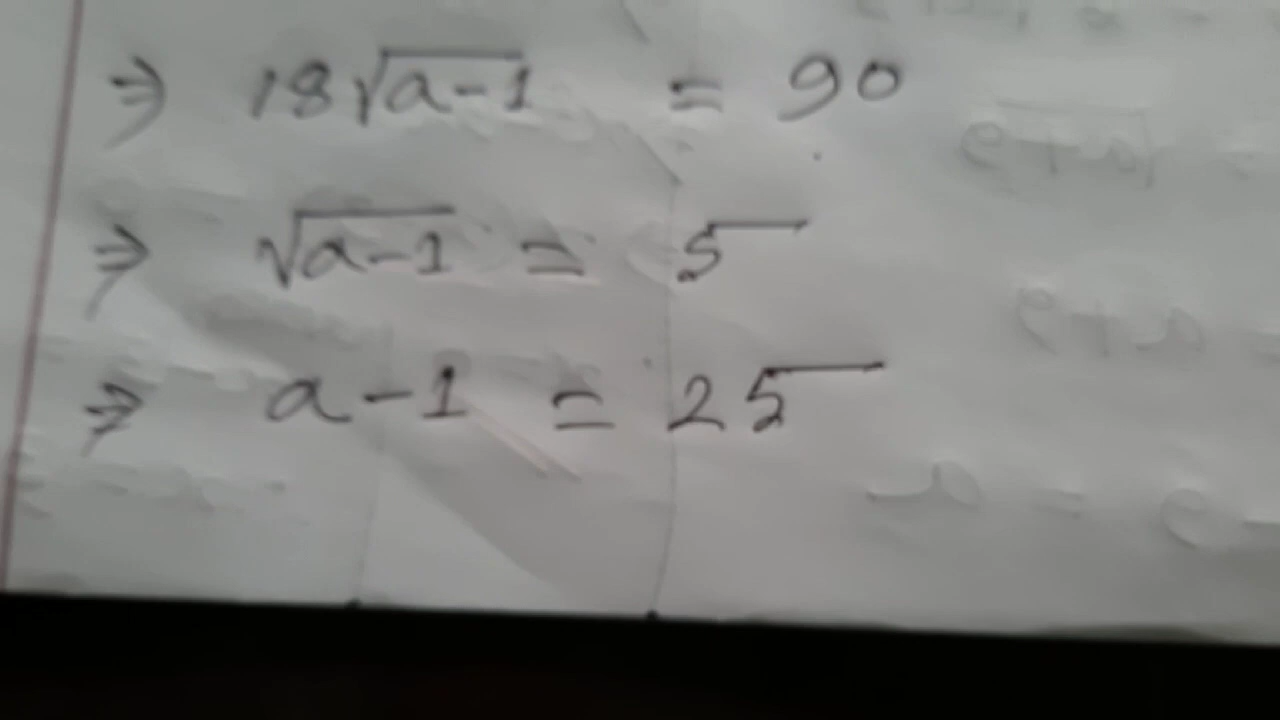 ⇒ 18√(a-1) = 90
⇒ √(a-1) = 5
⇒ a-1 = 25